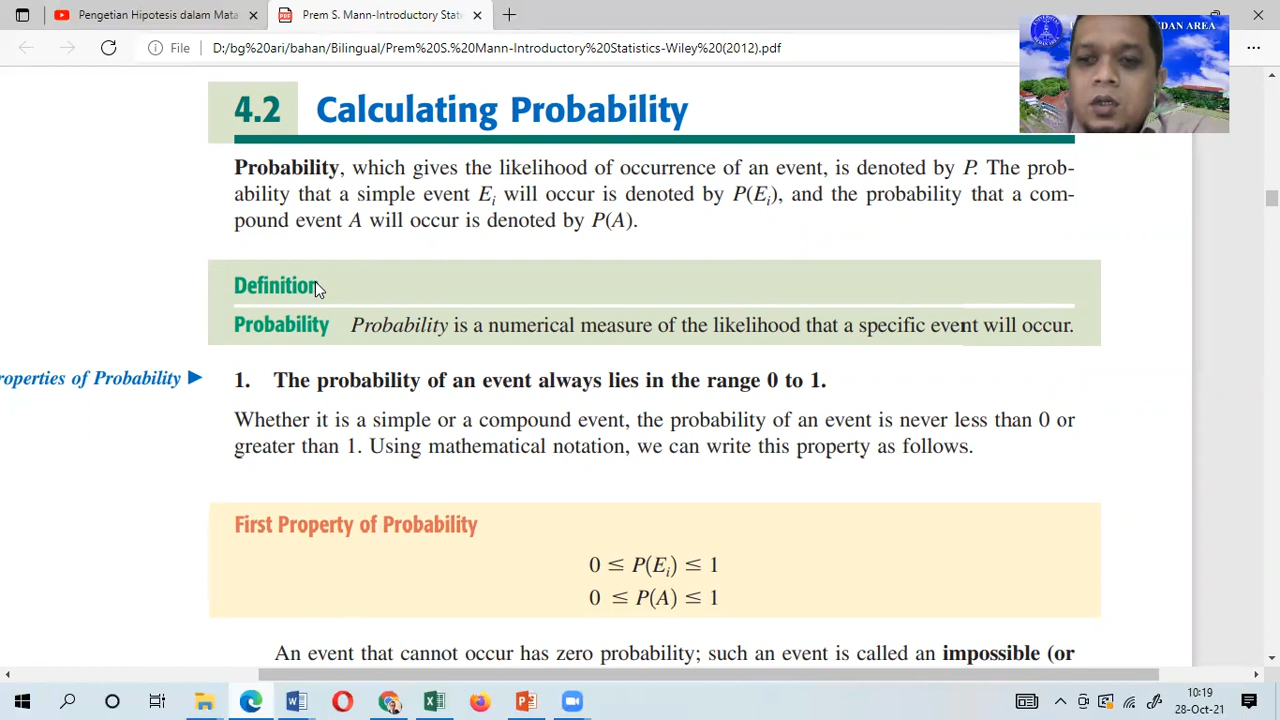 Pengetian Hipotesis dalam Mata
Prem S. Mann-Introductory Stat
File
D:/bg%20ari/bahan/Bilingual/Prem%20S.%20Mann-Introductory%20Statistics-Wiley%20(2012).pdf
DAN AREA
4.2 Calculating Probability
Probability, which gives the likelihood of occurrence of an event, is denoted by P. The prob-
ability that a simple event Ei will occur is denoted by P(Ei), and the probability that a com-
pound event A will occur is denoted by P(A).
Definition
Probability Probability is a numerical measure of the likelihood that a specific event will occur.
roperties of Probability ►
1. The probability of an event always lies in the range 0 to 1.
Whether it is a simple or a compound event, the probability of an event is never less than 0 or
greater than 1. Using mathematical notation, we can write this property as follows.
First Property of Probability
0 ≤ P(Ei) ≤ 1
0 ≤ P(A) ≤ 1
An event that cannot occur has zero probability; such an event is called an impossible (or
10:19
28-Oct-21